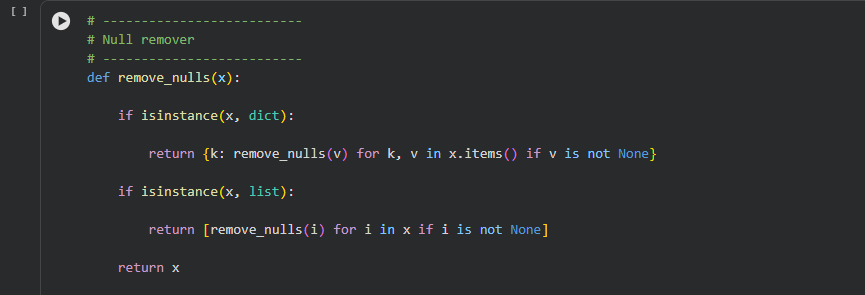 [ ]
# --------------------------
# Null remover
# --------------------------
def remove_nulls(x):
if isinstance(x, dict):
return {k: remove_nulls(v) for k, v in x.items() if v is not None}
if isinstance(x, list):
return [remove_nulls(i) for i in x if i is not None]
return x